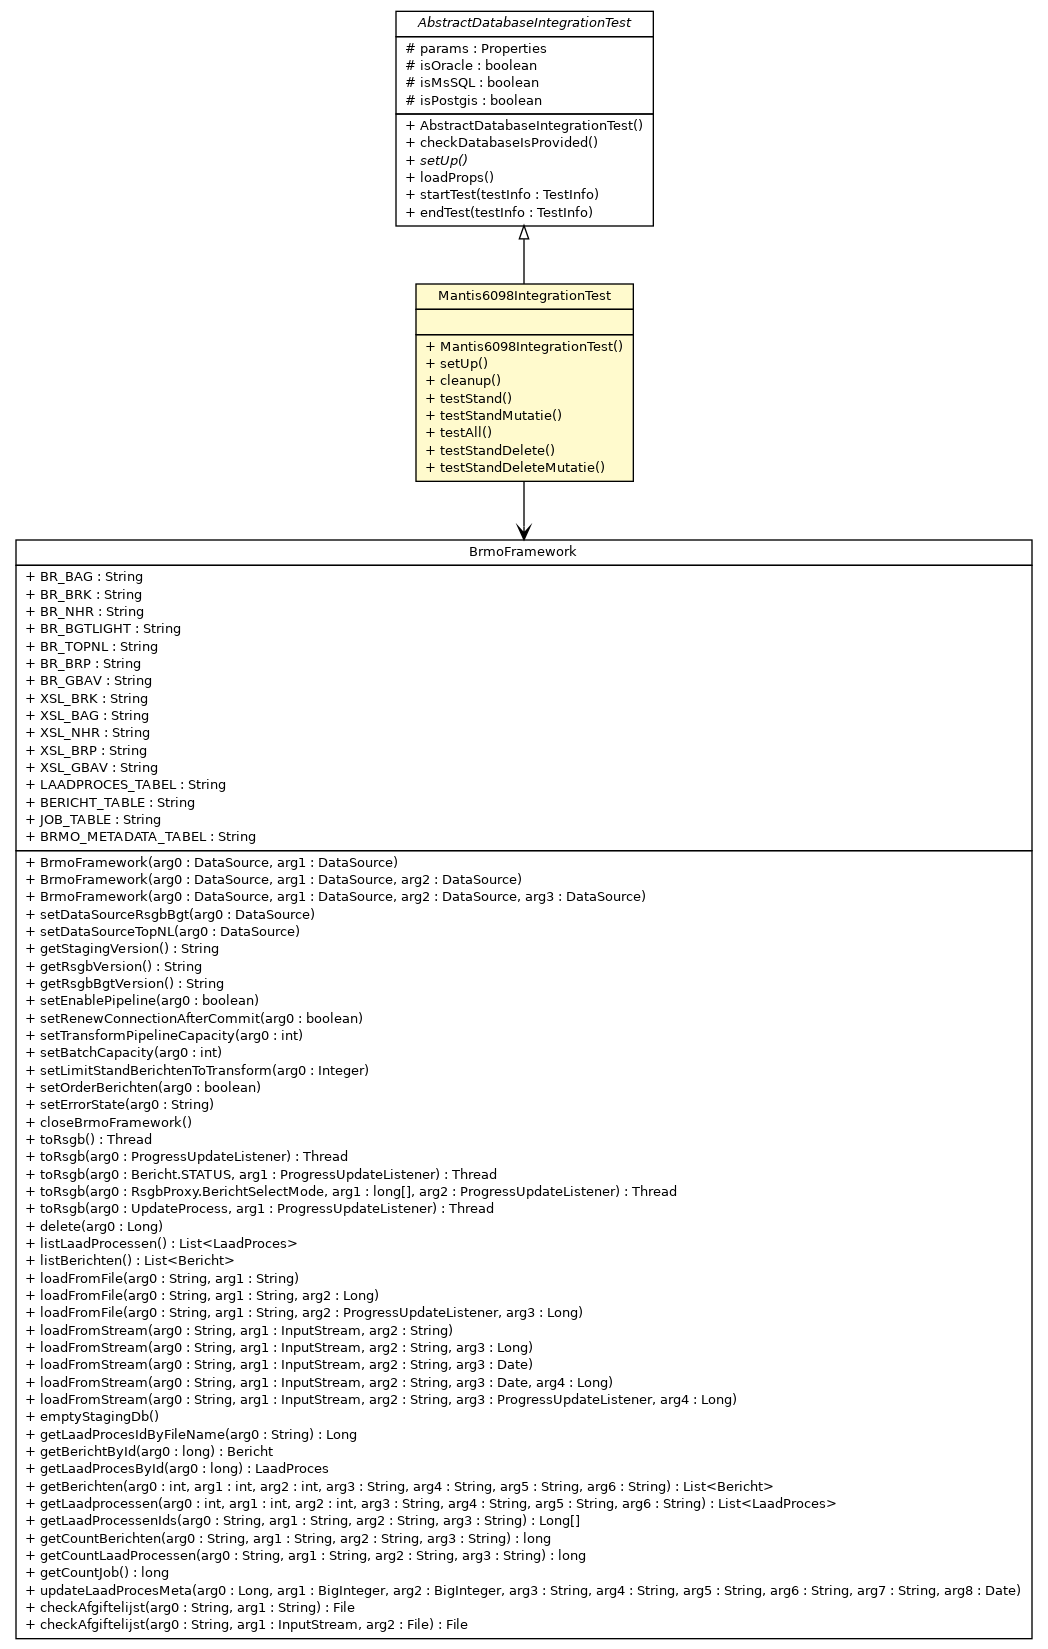 AbstractDatabaseIntegrationTest
# params : Properties
# isOracle : boolean
# isMsSQL : boolean
# isPostgis : boolean
+ AbstractDatabaseIntegrationTest()
+ checkDatabaseIsProvided()
+ setUp()
+ loadProps()
+ startTest(testInfo : TestInfo)
+ endTest(testInfo : TestInfo)
Mantis6098IntegrationTest
+ Mantis6098IntegrationTest()
+ setUp()
+ cleanup()
+ testStand()
+ testStandMutatie()
+ testAll()
+ testStandDelete()
+ testStandDeleteMutatie()
BrmoFramework
+ BR_BAG : String
+ BR_BRK : String
+ BR_NHR : String
+ BR_BGTLIGHT : String
+ BR_TOPNL : String
+ BR_BRP : String
+ BR_GBAV : String
+ XSL_BRK : String
+ XSL_BAG : String
+ XSL_NHR : String
+ XSL_BRP : String
+ XSL_GBAV : String
+ LAADPROCES_TABEL : String
+ BERICHT_TABLE : String
+ JOB_TABLE : String
+ BRMO_METADATA_TABEL : String
+ BrmoFramework(arg0 : DataSource, arg1 : DataSource)
+ BrmoFramework(arg0 : DataSource, arg1 : DataSource, arg2 : DataSource)
+ BrmoFramework(arg0 : DataSource, arg1 : DataSource, arg2 : DataSource, arg3 : DataSource)
+ setDataSourceRsgbBgt(arg0 : DataSource)
+ setDataSourceTopNL(arg0 : DataSource)
+ getStagingVersion() : String
+ getRsgbVersion() : String
+ getRsgbBgtVersion() : String
+ setEnablePipeline(arg0 : boolean)
+ setRenewConnectionAfterCommit(arg0 : boolean)
+ setTransformPipelineCapacity(arg0 : int)
+ setBatchCapacity(arg0 : int)
+ setLimitStandBerichtenToTransform(arg0 : Integer)
+ setOrderBerichten(arg0 : boolean)
+ setErrorState(arg0 : String)
+ closeBrmoFramework()
+ toRsgb() : Thread
+ toRsgb(arg0 : ProgressUpdateListener) : Thread
+ toRsgb(arg0 : Bericht.STATUS, arg1 : ProgressUpdateListener) : Thread
+ toRsgb(arg0 : RsgbProxy.BerichtSelectMode, arg1 : long[], arg2 : ProgressUpdateListener) : Thread
+ toRsgb(arg0 : UpdateProcess, arg1 : ProgressUpdateListener) : Thread
+ delete(arg0 : Long)
+ listLaadProcessen() : List<LaadProces>
+ listBerichten() : List<Bericht>
+ loadFromFile(arg0 : String, arg1 : String)
+ loadFromFile(arg0 : String, arg1 : String, arg2 : Long)
+ loadFromFile(arg0 : String, arg1 : String, arg2 : ProgressUpdateListener, arg3 : Long)
+ loadFromStream(arg0 : String, arg1 : InputStream, arg2 : String)
+ loadFromStream(arg0 : String, arg1 : InputStream, arg2 : String, arg3 : Long)
+ loadFromStream(arg0 : String, arg1 : InputStream, arg2 : String, arg3 : Date)
+ loadFromStream(arg0 : String, arg1 : InputStream, arg2 : String, arg3 : Date, arg4 : Long)
+ loadFromStream(arg0 : String, arg1 : InputStream, arg2 : String, arg3 : ProgressUpdateListener, arg4 : Long)
+ emptyStagingDb()
+ getLaadProcesIdByFileName(arg0 : String) : Long
+ getBerichtById(arg0 : long) : Bericht
+ getLaadProcesById(arg0 : long) : LaadProces
+ getBerichten(arg0 : int, arg1 : int, arg2 : int, arg3 : String, arg4 : String, arg5 : String, arg6 : String) : List<Bericht>
+ getLaadprocessen(arg0 : int, arg1 : int, arg2 : int, arg3 : String, arg4 : String, arg5 : String, arg6 : String) : List<LaadProces>
+ getLaadProcessenIds(arg0 : String, arg1 : String, arg2 : String, arg3 : String) : Long[]
+ getCountBerichten(arg0 : String, arg1 : String, arg2 : String, arg3 : String) : long
+ getCountLaadProcessen(arg0 : String, arg1 : String, arg2 : String, arg3 : String) : long
+ getCountJob() : long
+ updateLaadProcesMeta(arg0 : Long, arg1 : BigInteger, arg2 : BigInteger, arg3 : String, arg4 : String, arg5 : String, arg6 : String, arg7 : String, arg8 : Date)
+ checkAfgiftelijst(arg0 : String, arg1 : String) : File
+ checkAfgiftelijst(arg0 : String, arg1 : InputStream, arg2 : File) : File